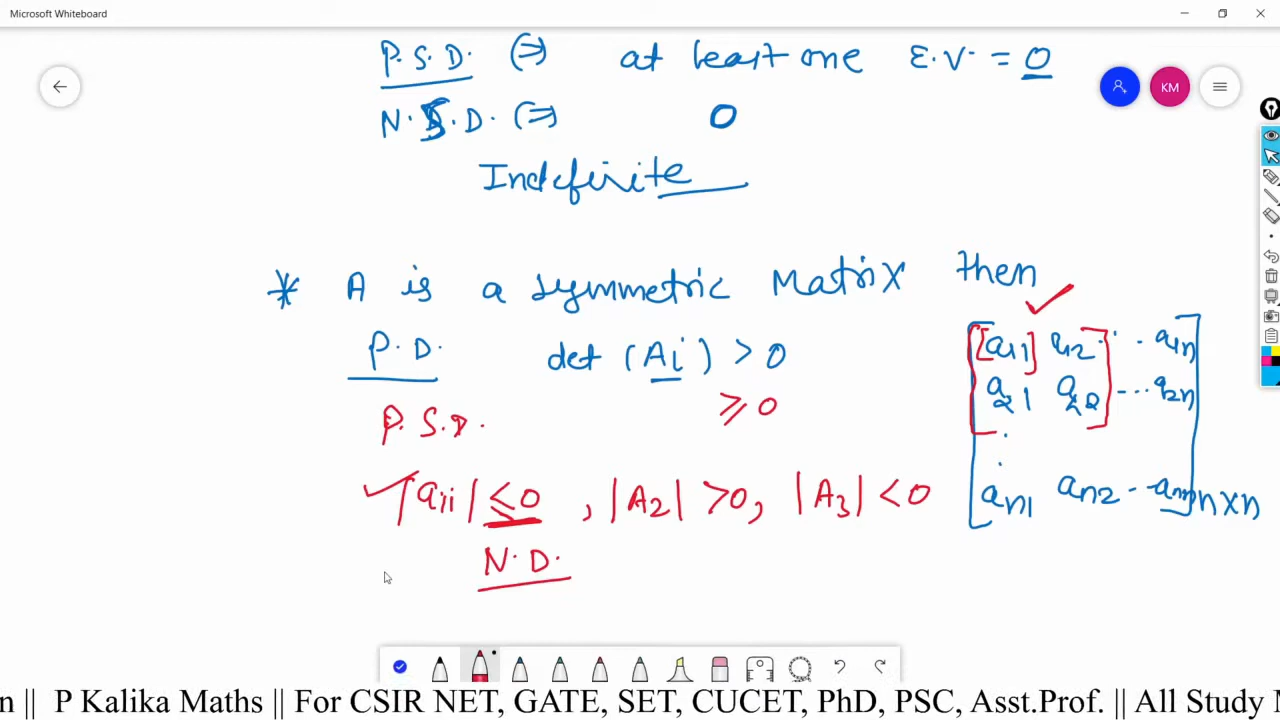 Microsoft Whiteboard
P.S.D. ⟺ at least one E.V. = 0
KM
N.S.D. ⟺ 0
Indefinite
* A is a symmetric Matrix then
P.D. det (Ai) > 0
[a11] a12 · · a1n
a21 a22 --- a2n
P.S.D. ≥ 0
an1 an2 -- ann n×n
✓ |a11| ≤ 0 , |A2| > 0, |A3| < 0
N.D.
n || P Kalika Maths || For CSIR NET, GATE, SET, CUCET, PhD, PSC, Asst.Prof. || All Study M